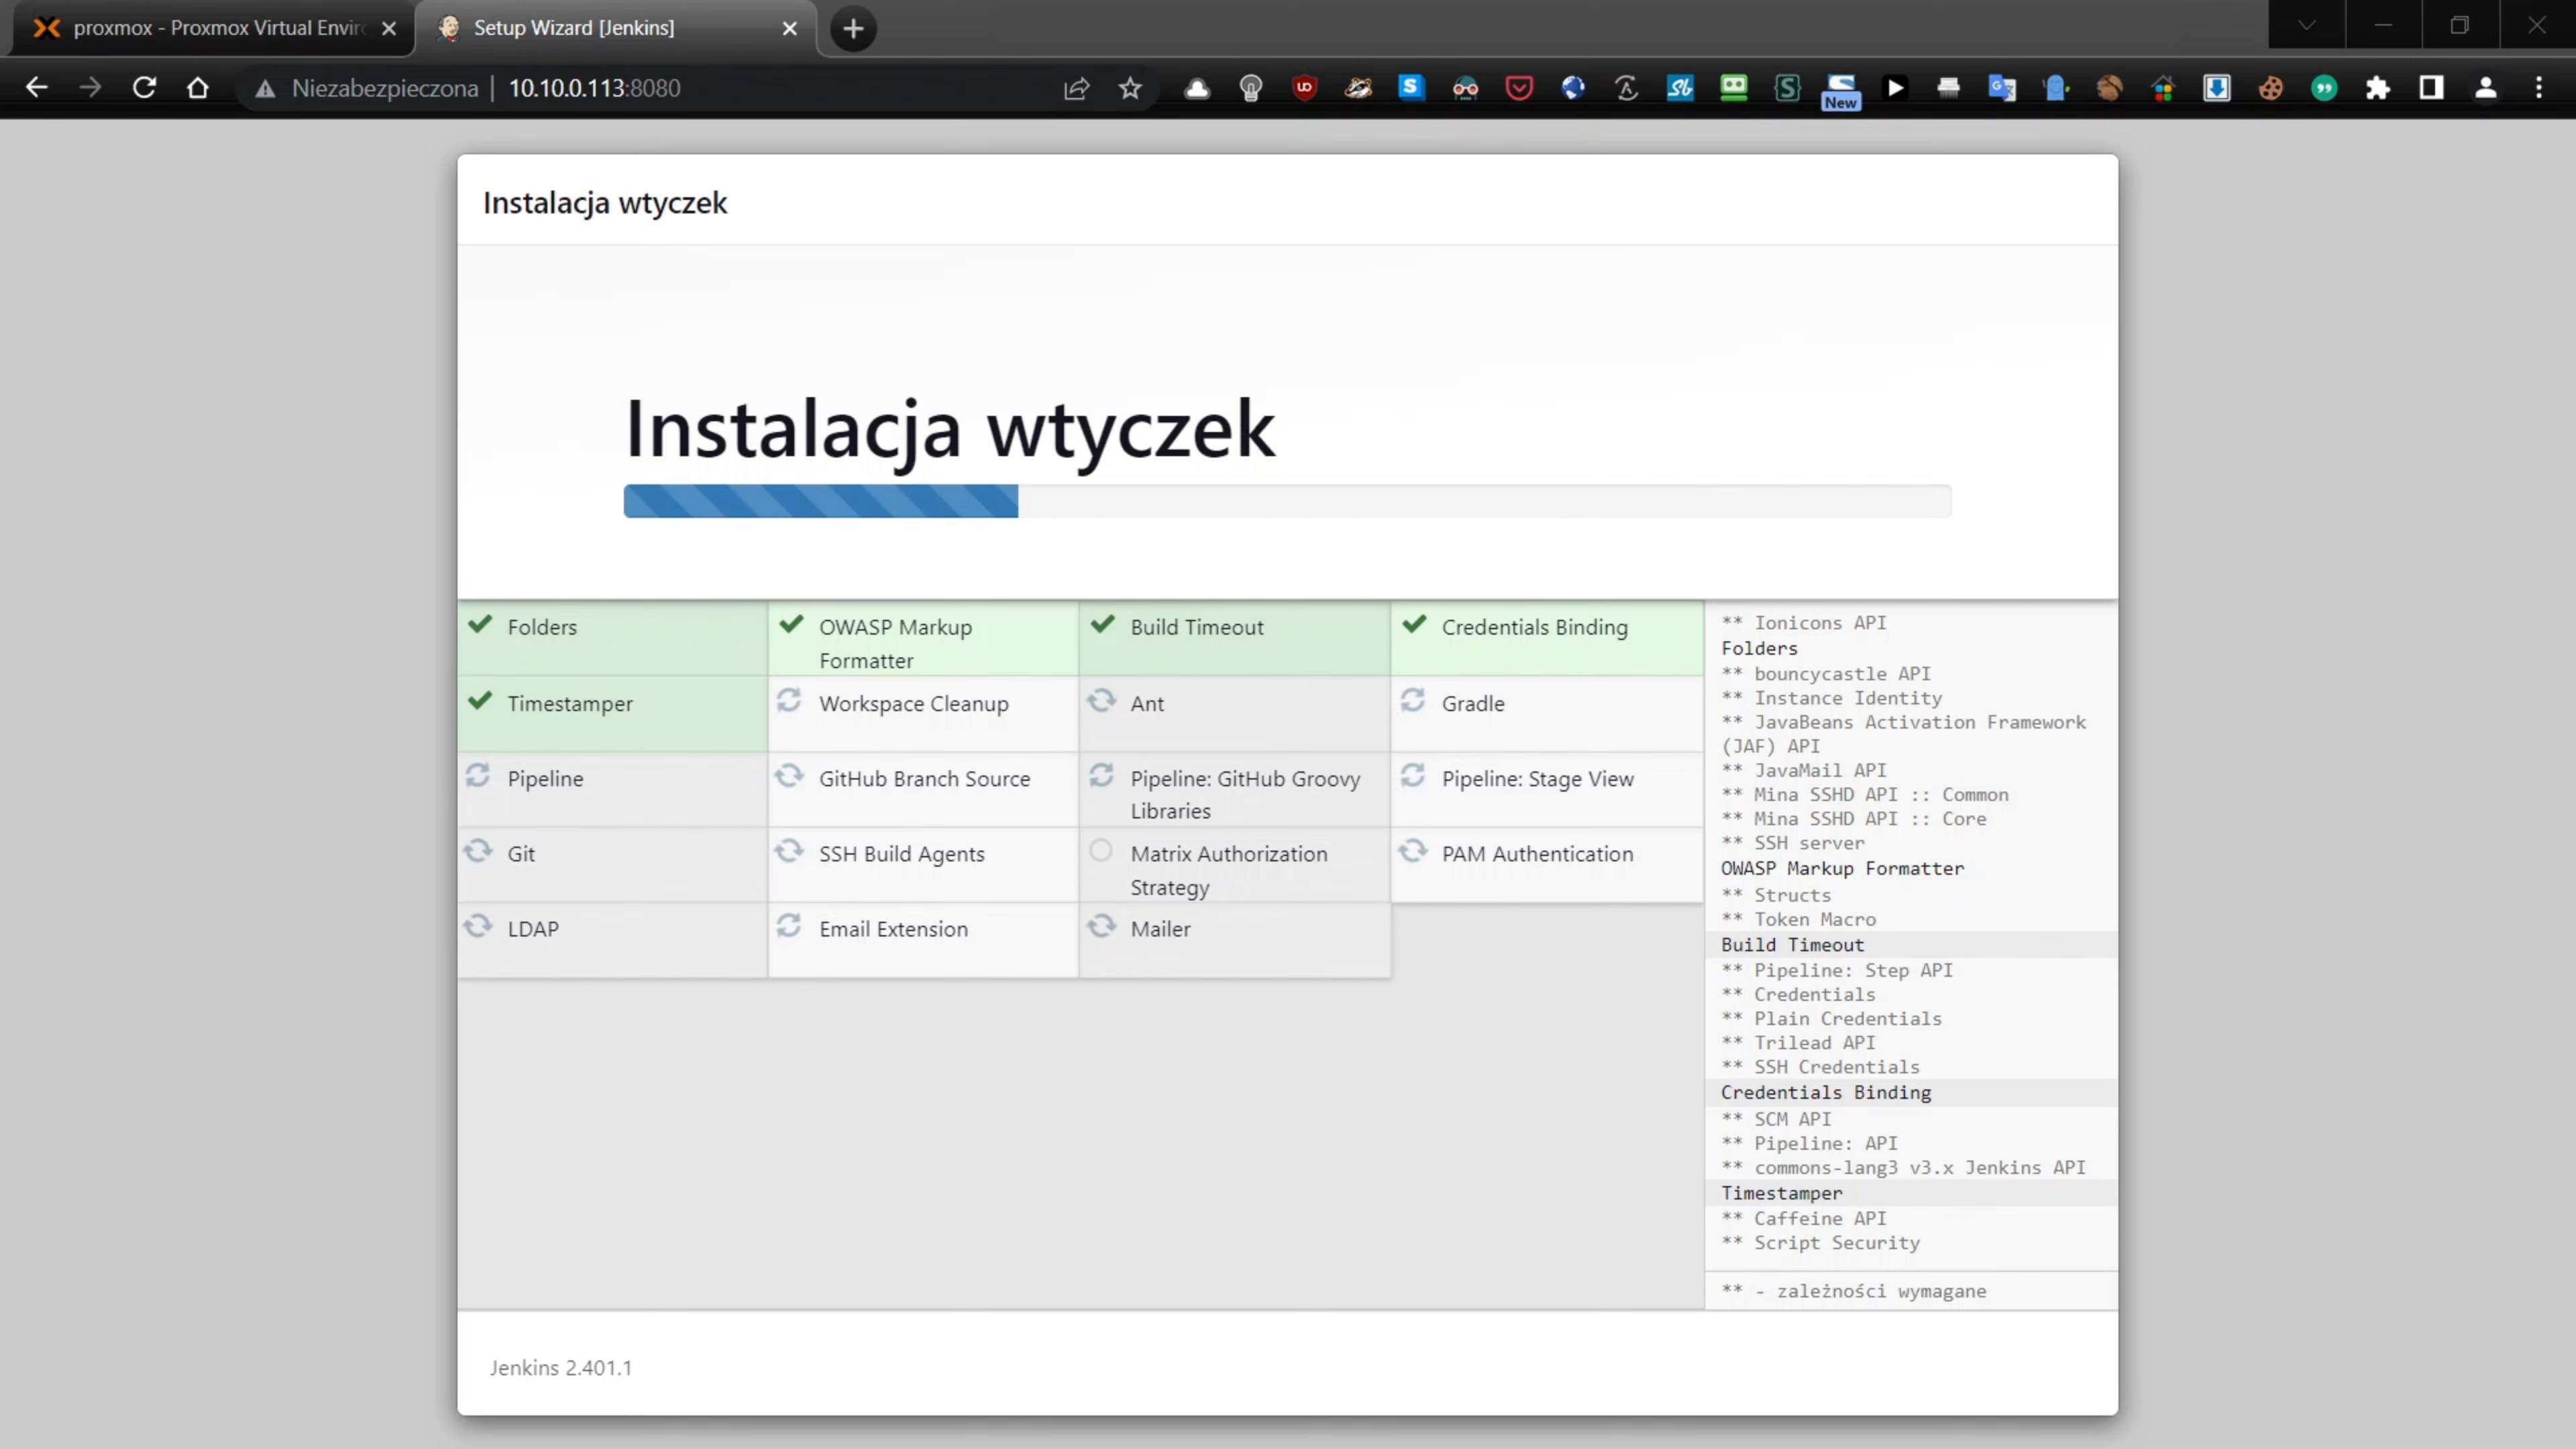 proxmox - Proxmox Virtual Enviro
Setup Wizard [Jenkins]
Niezabezpieczona | 10.10.0.113:8080
New
Instalacja wtyczek
Instalacja wtyczek
Folders
OWASP Markup
Formatter
Build Timeout
Credentials Binding
Timestamper
Workspace Cleanup
Ant
Gradle
Pipeline
GitHub Branch Source
Pipeline: GitHub Groovy
Libraries
Pipeline: Stage View
Git
SSH Build Agents
Matrix Authorization
Strategy
PAM Authentication
LDAP
Email Extension
Mailer
** Ionicons API
Folders
** bouncycastle API
** Instance Identity
** JavaBeans Activation Framework
(JAF) API
** JavaMail API
** Mina SSHD API :: Common
** Mina SSHD API :: Core
** SSH server
OWASP Markup Formatter
** Structs
** Token Macro
Build Timeout
** Pipeline: Step API
** Credentials
** Plain Credentials
** Trilead API
** SSH Credentials
Credentials Binding
** SCM API
** Pipeline: API
** commons-lang3 v3.x Jenkins API
Timestamper
** Caffeine API
** Script Security
** - zależności wymagane
Jenkins 2.401.1